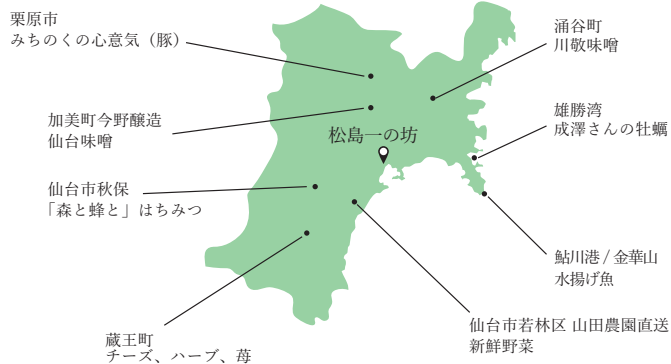 栗原市
みちのくの心意気（豚）
涌谷町
川敬味噌
加美町今野醸造
仙台味噌
雄勝湾
成澤さんの牡蠣
松島一の坊
仙台市秋保
「森と蜂と」はちみつ
鮎川港 / 金華山
水揚げ魚
仙台市若林区 山田農園直送
新鮮野菜
蔵王町
チーズ、ハーブ、苺